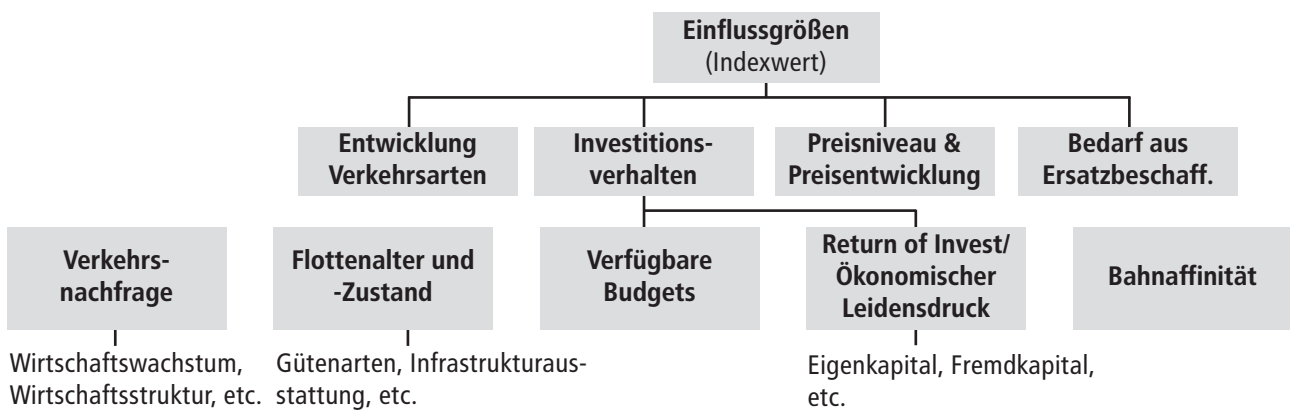 Einflussgrößen
(Indexwert)
Entwicklung
Verkehrsarten
Investitions-
verhalten
Preisniveau &
Preisentwicklung
Bedarf aus
Ersatzbeschaff.
Verkehrs-
nachfrage
Flottenalter und
-Zustand
Verfügbare
Budgets
Return of Invest/
Ökonomischer
Leidensdruck
Bahnaffinität
Wirtschaftswachstum,
Wirtschaftsstruktur, etc.
Gütenarten, Infrastrukturaus-
stattung, etc.
Eigenkapital, Fremdkapital,
etc.